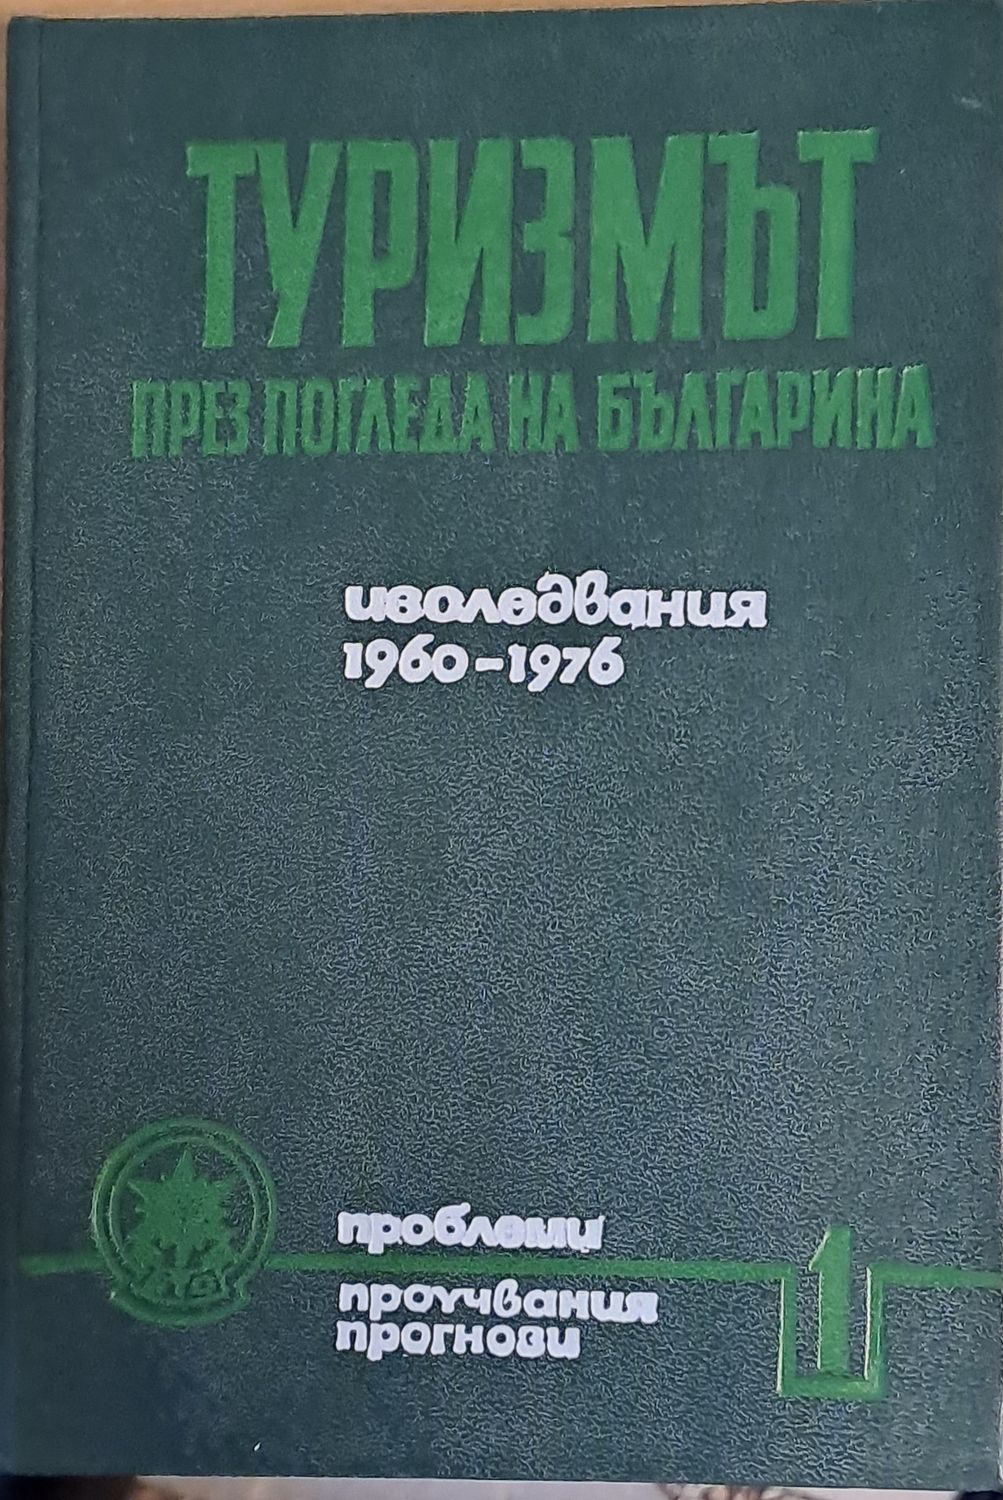 ТУРИЗМЪТ
ПРЕЗ ПОГЛЕДА НА БЪЛГАРИНА
изследвания
1960-1976
проблеми
проучвания
прогнози
1